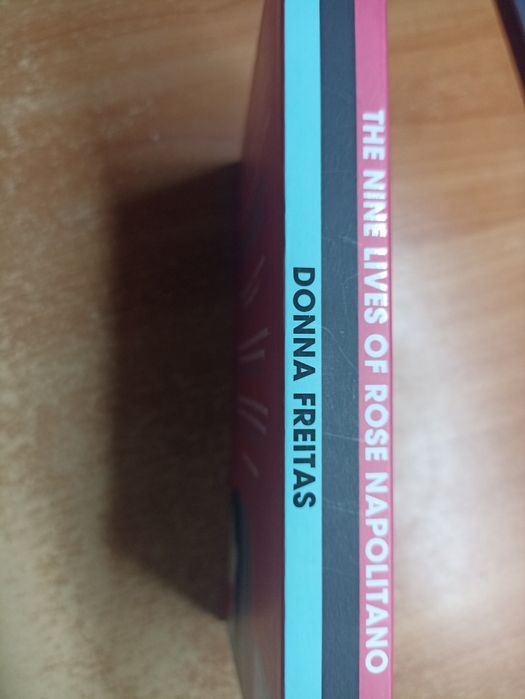 THE NINE LIVES OF ROSE NAPOLITANO
DONNA FREITAS